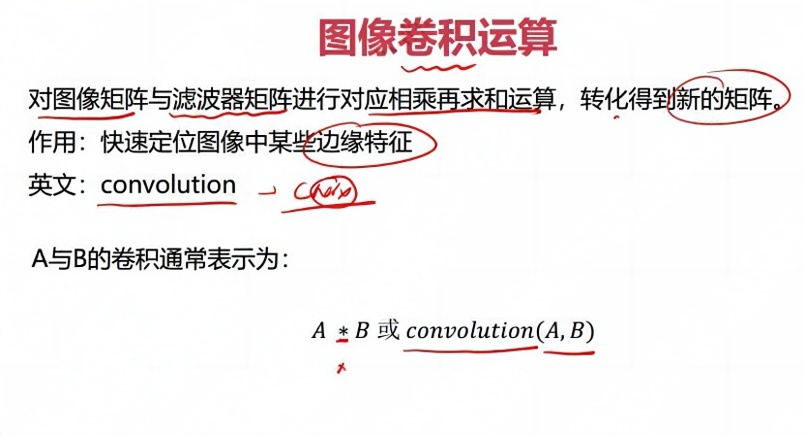 图像卷积运算
对图像矩阵与滤波器矩阵进行对应相乘再求和运算，转化得到新的矩阵。
作用：快速定位图像中某些边缘特征
英文：convolution
A与B的卷积通常表示为：
A * B 或 convolution(A, B)